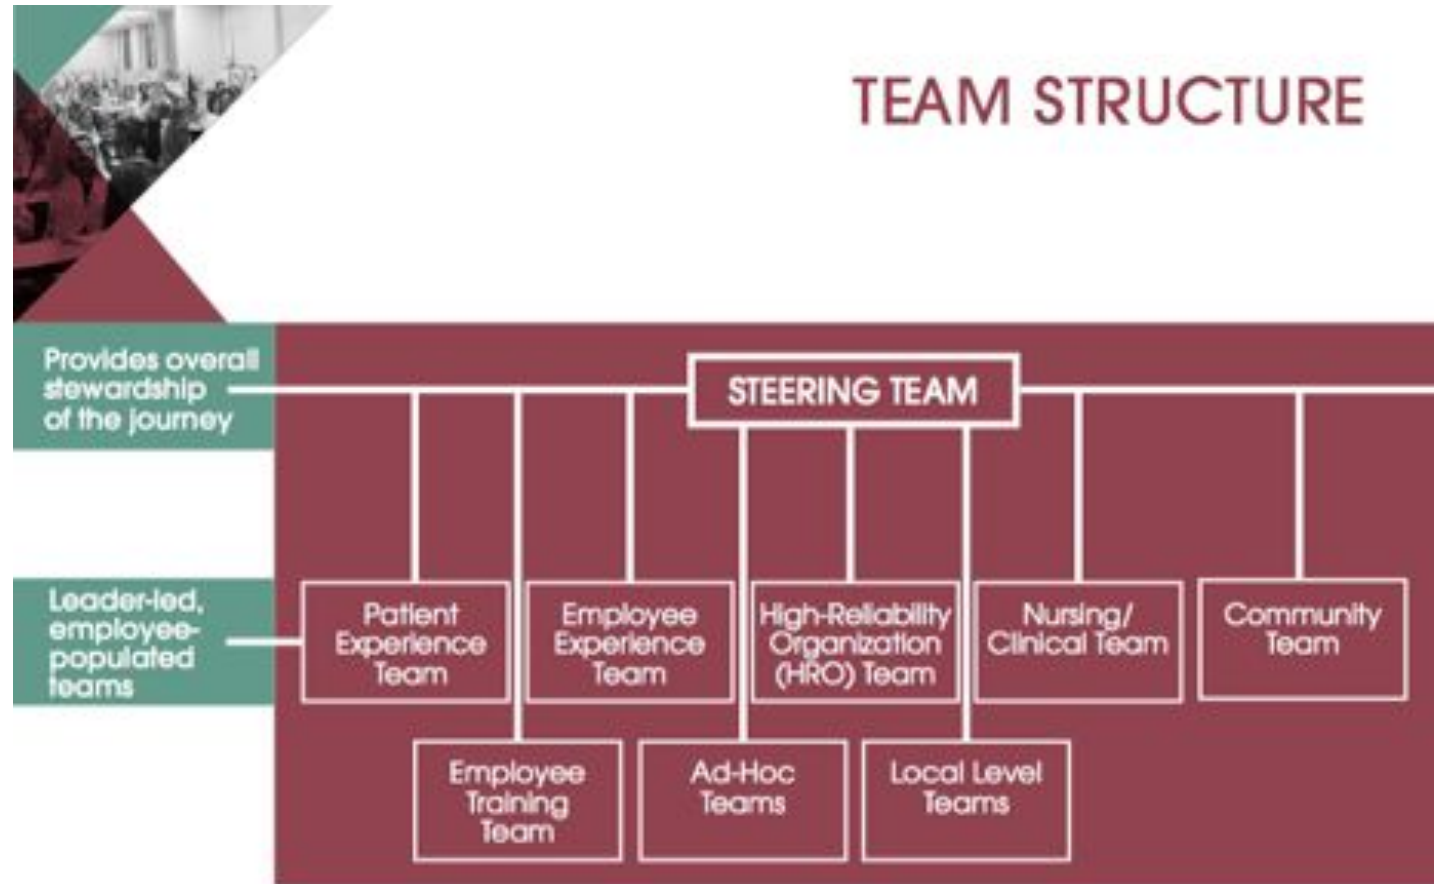 TEAM STRUCTURE
Provides overall
stewardship
of the journey
STEERING TEAM
Leader-led,
employee-
populated
teams
Patient
Experience
Team
Employee
Experience
Team
High-Reliability
Organization
(HRO) Team
Nursing/
Clinical Team
Community
Team
Employee
Training
Team
Ad-Hoc
Teams
Local Level
Teams